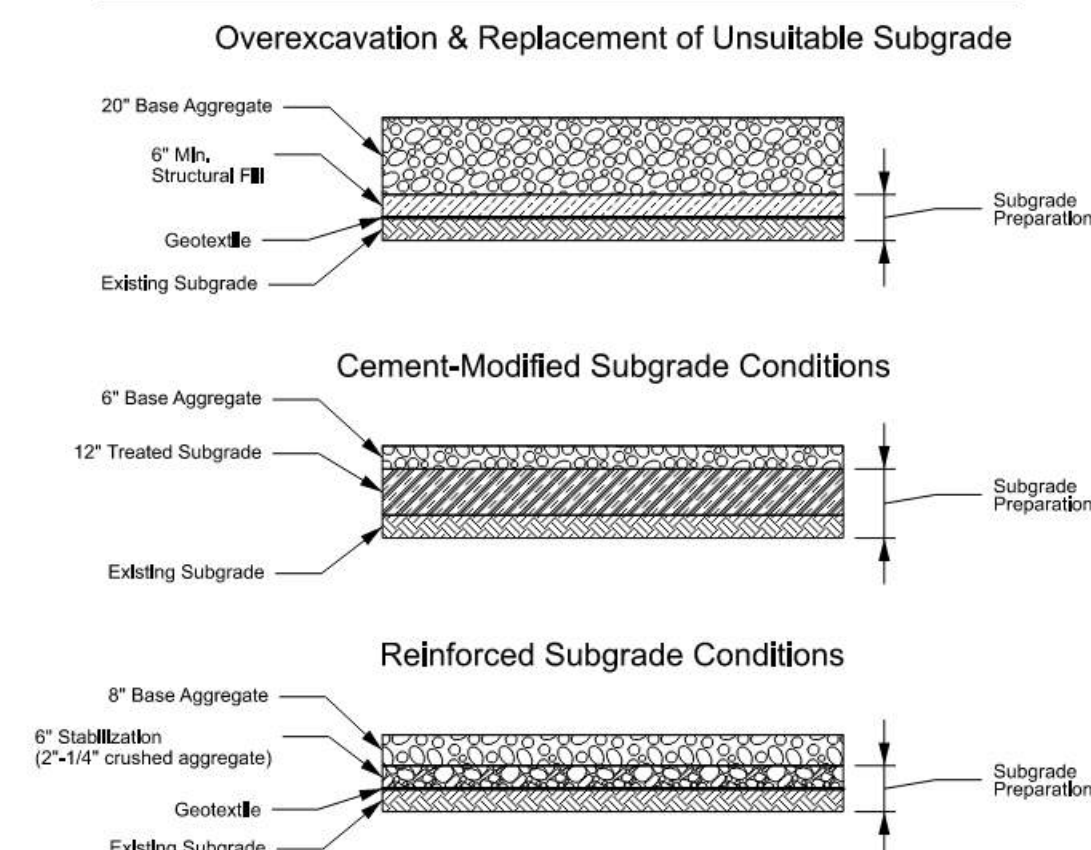 Overexcavation & Replacement of Unsuitable Subgrade
20" Base Aggregate
6" Min.
Structural Fill
Geotextile
Existing Subgrade
Subgrade
Preparation
Cement-Modified Subgrade Conditions
6" Base Aggregate
12" Treated Subgrade
Existing Subgrade
Subgrade
Preparation
Reinforced Subgrade Conditions
8" Base Aggregate
6" Stabilization
(2"-1/4" crushed aggregate)
Geotextile
Existing Subgrade
Subgrade
Preparation